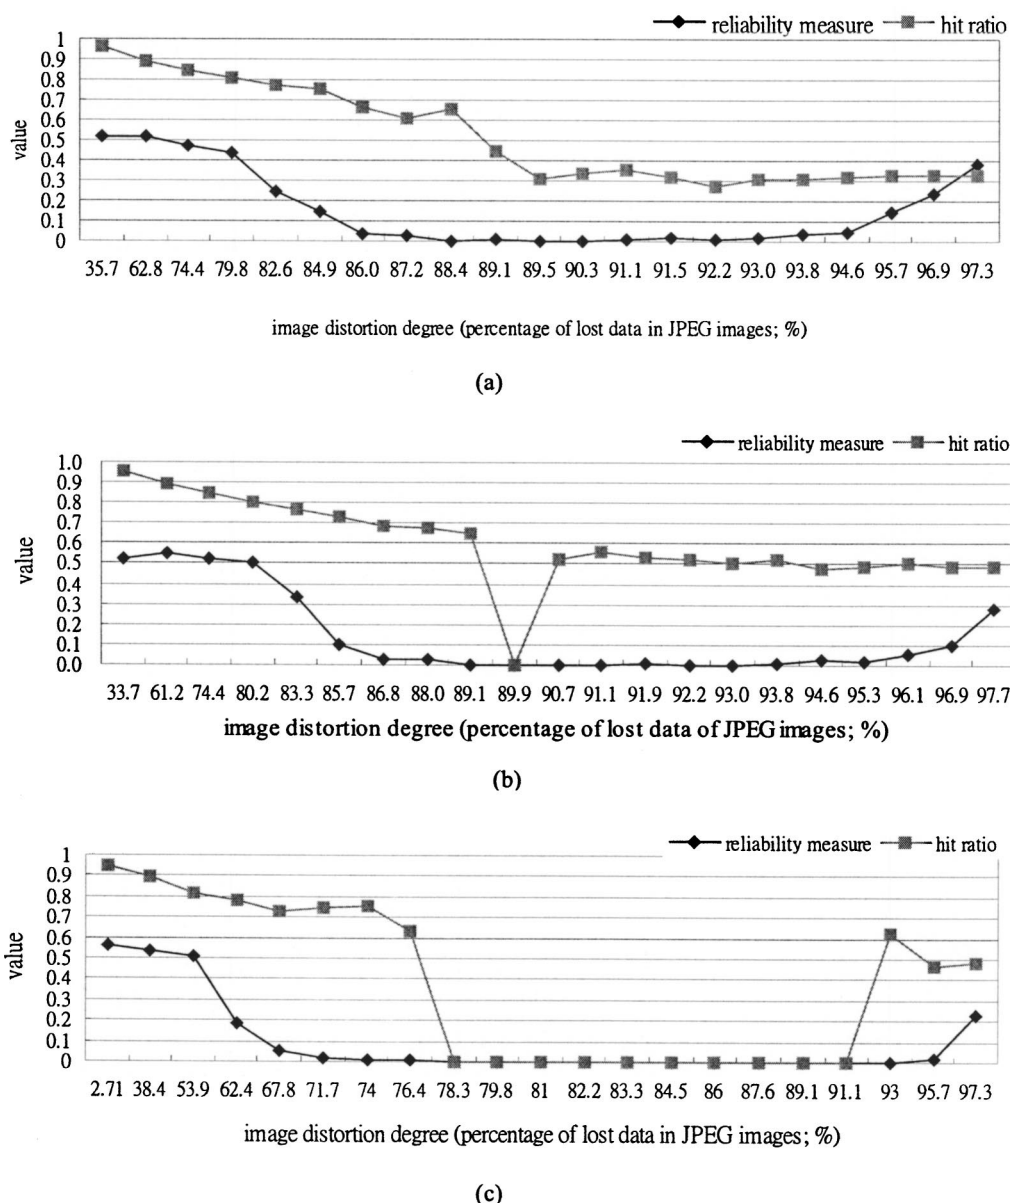 reliability measure hit ratio
1
0.9
0.8
0.7
0.6
0.5
0.4
0.3
0.2
0.1
0
value
35.7 62.8 74.4 79.8 82.6 84.9 86.0 87.2 88.4 89.1 89.5 90.3 91.1 91.5 92.2 93.0 93.8 94.6 95.7 96.9 97.3
image distortion degree (percentage of lost data in JPEG images; %)
(a)
reliability measure hit ratio
1.0
0.9
0.8
0.7
0.6
0.5
0.4
0.3
0.2
0.1
0.0
value
33.7 61.2 74.4 80.2 83.3 85.7 86.8 88.0 89.1 89.9 90.7 91.1 91.9 92.2 93.0 93.8 94.6 95.3 96.1 96.9 97.7
image distortion degree (percentage of lost data of JPEG images; %)
(b)
reliability measure hit ratio
1
0.9
0.8
0.7
0.6
0.5
0.4
0.3
0.2
0.1
0
value
2.71 38.4 53.9 62.4 67.8 71.7 74 76.4 78.3 79.8 81 82.2 83.3 84.5 86 87.6 89.1 91.1 93 95.7 97.3
image distortion degree (percentage of lost data in JPEG images; %)
(c)